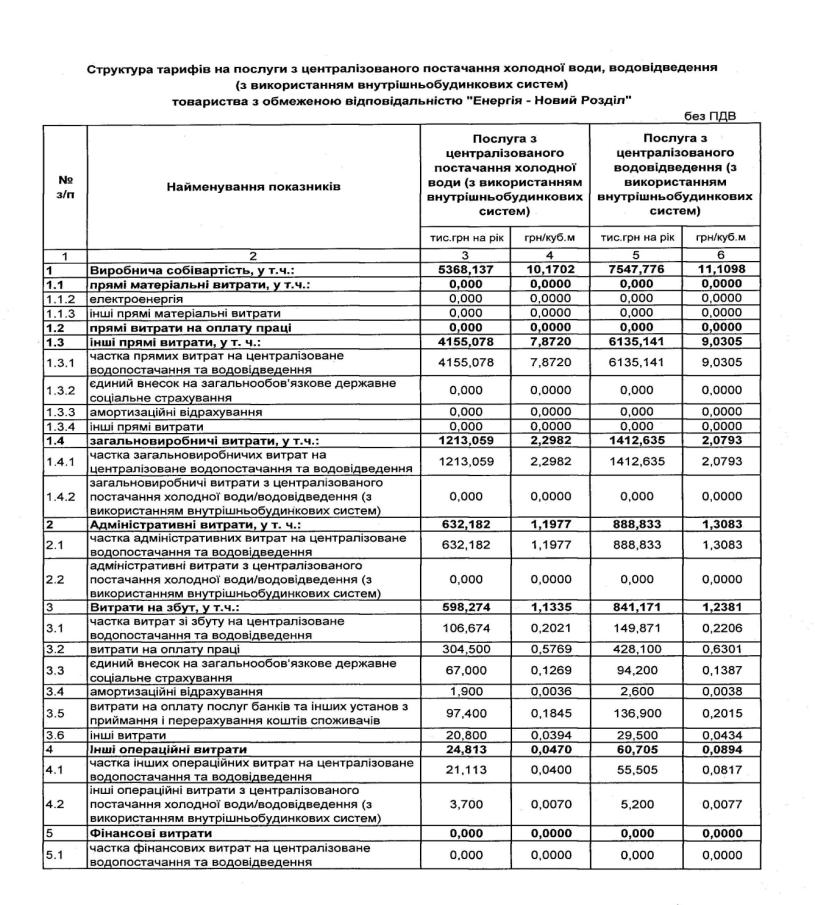 Структура тарифів на послуги з централізованого постачання холодної води, водовідведення
(з використанням внутрішньобудинкових систем)
товариства з обмеженою відповідальністю "Енергія - Новий Розділ"
без ПДВ
№ з/п
Найменування показників
Послуга з централізованого постачання холодної води (з використанням внутрішньобудинкових систем)
Послуга з централізованого водовідведення (з використанням внутрішньобудинкових систем)
тис.грн на рік грн/куб.м тис.грн на рік грн/куб.м
1 2 3 4 5 6
1 Виробнича собівартість, у т.ч.: 5368,137 10,1702 7547,776 11,1098
1.1 прямі матеріальні витрати, у т.ч.: 0,000 0,0000 0,000 0,0000
1.1.2 електроенергія 0,000 0,0000 0,000 0,0000
1.1.3 інші прямі матеріальні витрати 0,000 0,0000 0,000 0,0000
1.2 прямі витрати на оплату праці 0,000 0,0000 0,000 0,0000
1.3 інші прямі витрати, у т. ч.: 4155,078 7,8720 6135,141 9,0305
1.3.1 частка прямих витрат на централізоване
водопостачання та водовідведення 4155,078 7,8720 6135,141 9,0305
1.3.2 єдиний внесок на загальнообов'язкове державне
соціальне страхування 0,000 0,0000 0,000 0,0000
1.3.3 амортизаційні відрахування 0,000 0,0000 0,000 0,0000
1.3.4 інші прямі витрати 0,000 0,0000 0,000 0,0000
1.4 загальновиробничі витрати, у т.ч.: 1213,059 2,2982 1412,635 2,0793
1.4.1 частка загальновиробничих витрат на
централізоване водопостачання та водовідведення 1213,059 2,2982 1412,635 2,0793
1.4.2 загальновиробничі витрати з централізованого
постачання холодної води/водовідведення (з
використанням внутрішньобудинкових систем) 0,000 0,0000 0,000 0,0000
2 Адміністративні витрати, у т. ч.: 632,182 1,1977 888,833 1,3083
2.1 частка адміністративних витрат на централізоване
водопостачання та водовідведення 632,182 1,1977 888,833 1,3083
2.2 адміністративні витрати з централізованого
постачання холодної води/водовідведення (з
використанням внутрішньобудинкових систем) 0,000 0,0000 0,000 0,0000
3 Витрати на збут, у т.ч.: 598,274 1,1335 841,171 1,2381
3.1 частка витрат зі збуту на централізоване
водопостачання та водовідведення 106,674 0,2021 149,871 0,2206
3.2 витрати на оплату праці 304,500 0,5769 428,100 0,6301
3.3 єдиний внесок на загальнообов'язкове державне
соціальне страхування 67,000 0,1269 94,200 0,1387
3.4 амортизаційні відрахування 1,900 0,0036 2,600 0,0038
3.5 витрати на оплату послуг банків та інших установ з
приймання і перерахування коштів споживачів 97,400 0,1845 136,900 0,2015
3.6 інші витрати 20,800 0,0394 29,500 0,0434
4 Інші операційні витрати 24,813 0,0470 60,705 0,0894
4.1 частка інших операційних витрат на централізоване
водопостачання та водовідведення 21,113 0,0400 55,505 0,0817
4.2 інші операційні витрати з централізованого
постачання холодної води/водовідведення (з
використанням внутрішньобудинкових систем) 3,700 0,0070 5,200 0,0077
5 Фінансові витрати 0,000 0,0000 0,000 0,0000
5.1 частка фінансових витрат на централізоване
водопостачання та водовідведення 0,000 0,0000 0,000 0,0000